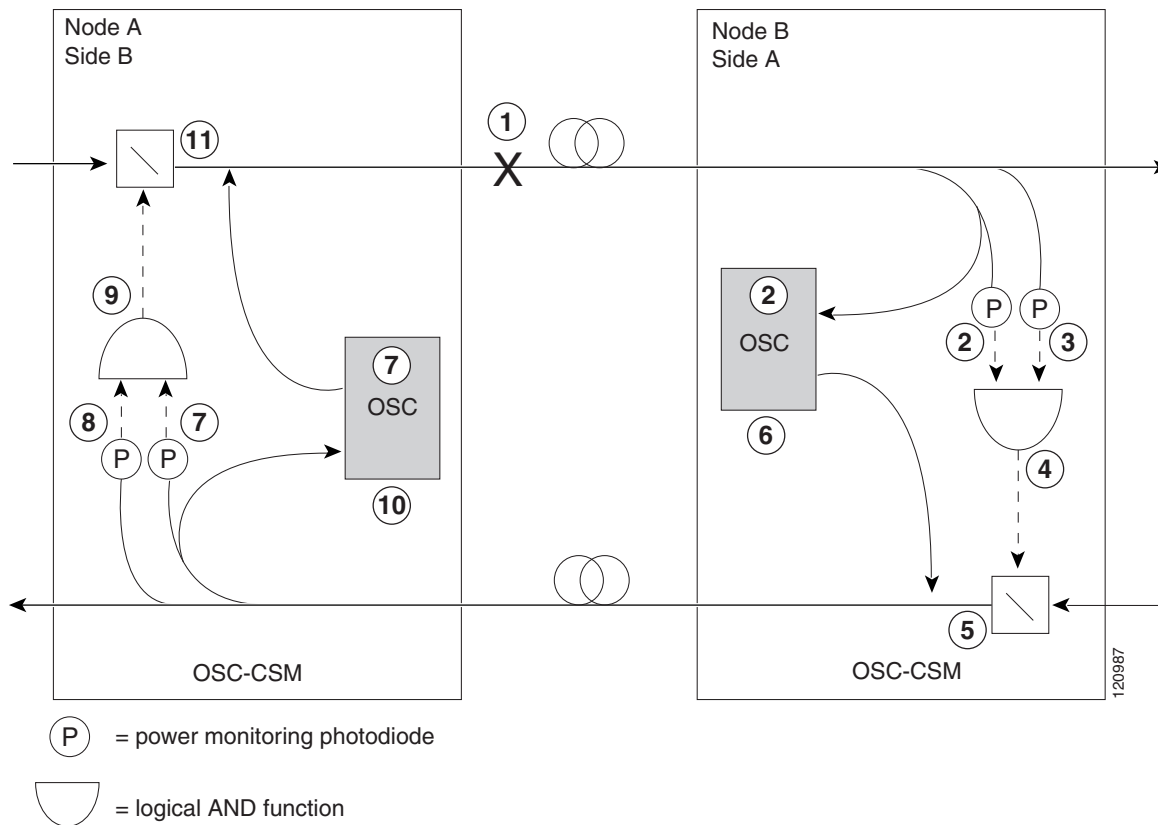 Node A
Side B
Node B
Side A
1
11
X
9
2
OSC
P
P
2
3
7
OSC
8
7
6
P
P
4
10
5
OSC-CSM
OSC-CSM
120987
P = power monitoring photodiode
= logical AND function